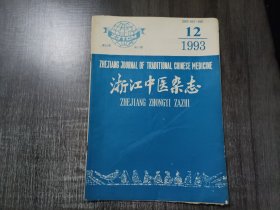 12
1993
ZHEJIANG JOURNAL OF TRADITIONAL CHINESE MEDICINE
浙江中医杂志
ZHEJIANG ZHONGYI ZAZHI